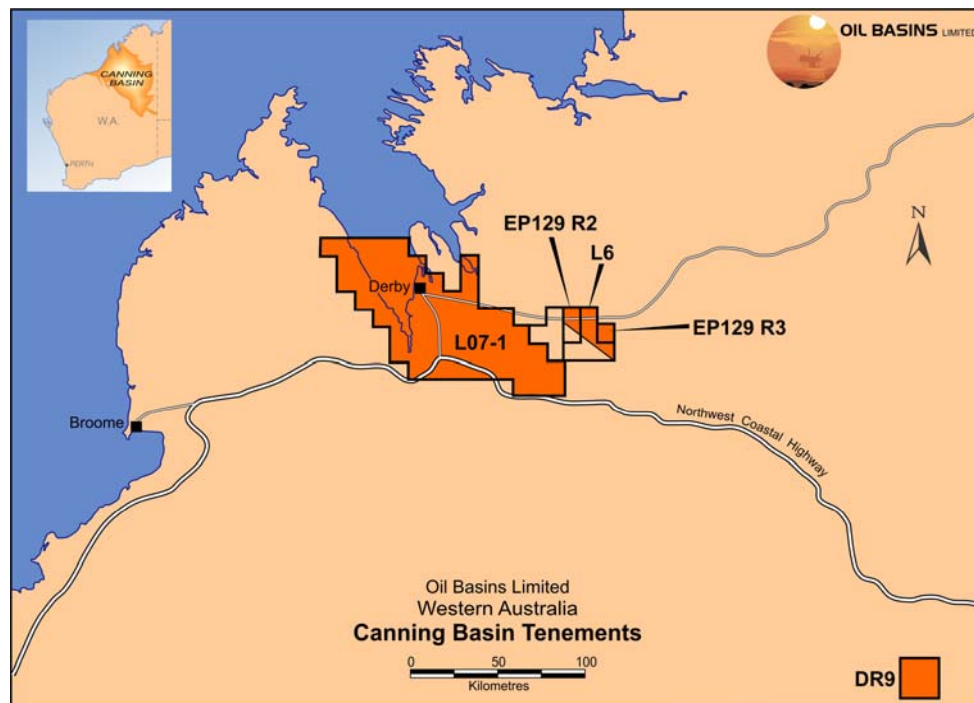 OIL BASINS LIMITED
CANNING
BASIN
W.A.
PERTH
EP129 R2
N
L6
Derby
EP129 R3
L07-1
Broome
Northwest Coastal Highway
Oil Basins Limited
Western Australia
Canning Basin Tenements
0 50 100
Kilometres
DR9